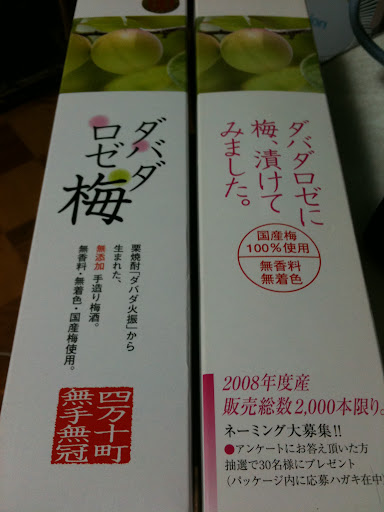 ダバダ
ロゼ梅
栗焼酎「ダバダ火振」から
生まれた、
無添加 手造り梅酒。
無香料・無着色・国産梅使用。
四万十町
無手無冠
ダバダロゼに
梅、漬けて
みました。
国産梅
100%使用
無香料
無着色
2008年度産
販売総数2,000本限り。
ネーミング大募集!!
●アンケートにお答え頂いた方
抽選で30名様にプレゼント
(パッケージ内に応募ハガキ在中)